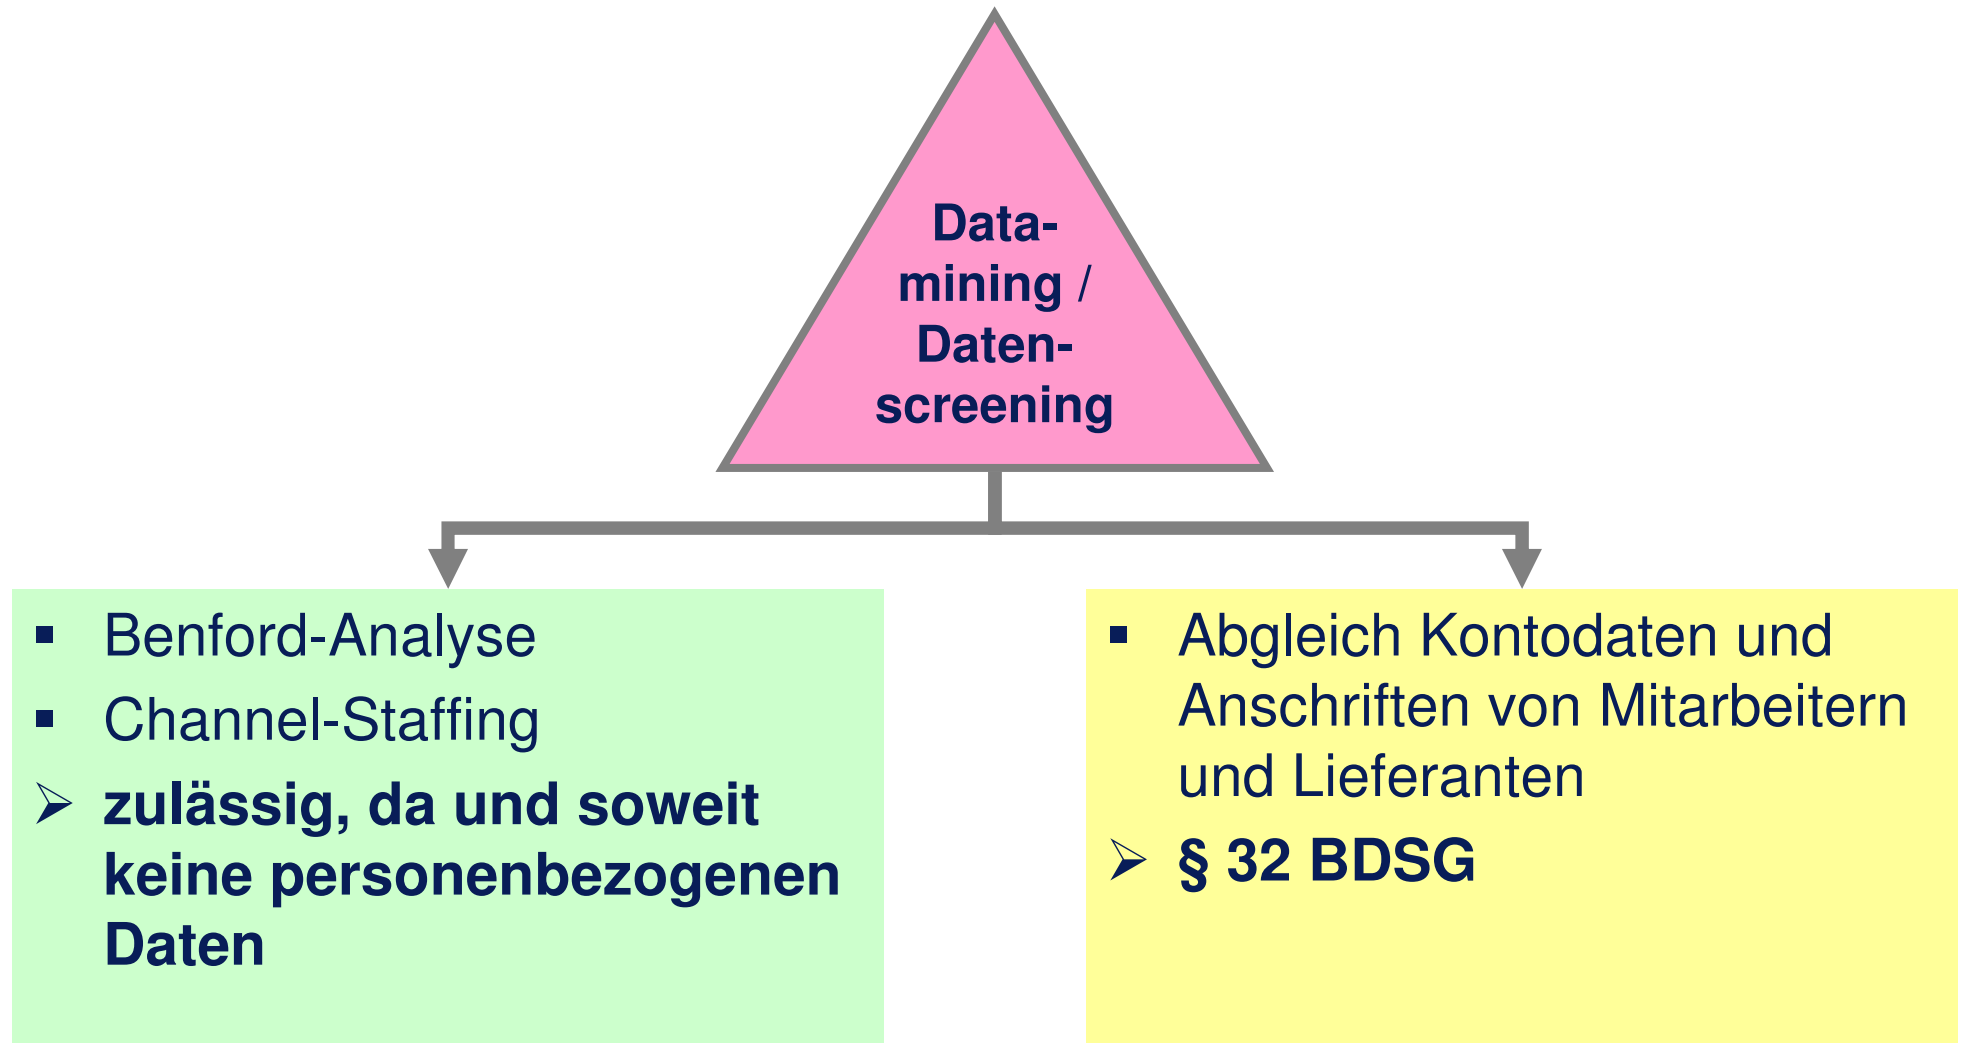 Data-
mining /
Daten-
screening
▪ Benford-Analyse
▪ Channel-Staffing
➢ zulässig, da und soweit
keine personenbezogenen
Daten
▪ Abgleich Kontodaten und
Anschriften von Mitarbeitern
und Lieferanten
➢ § 32 BDSG